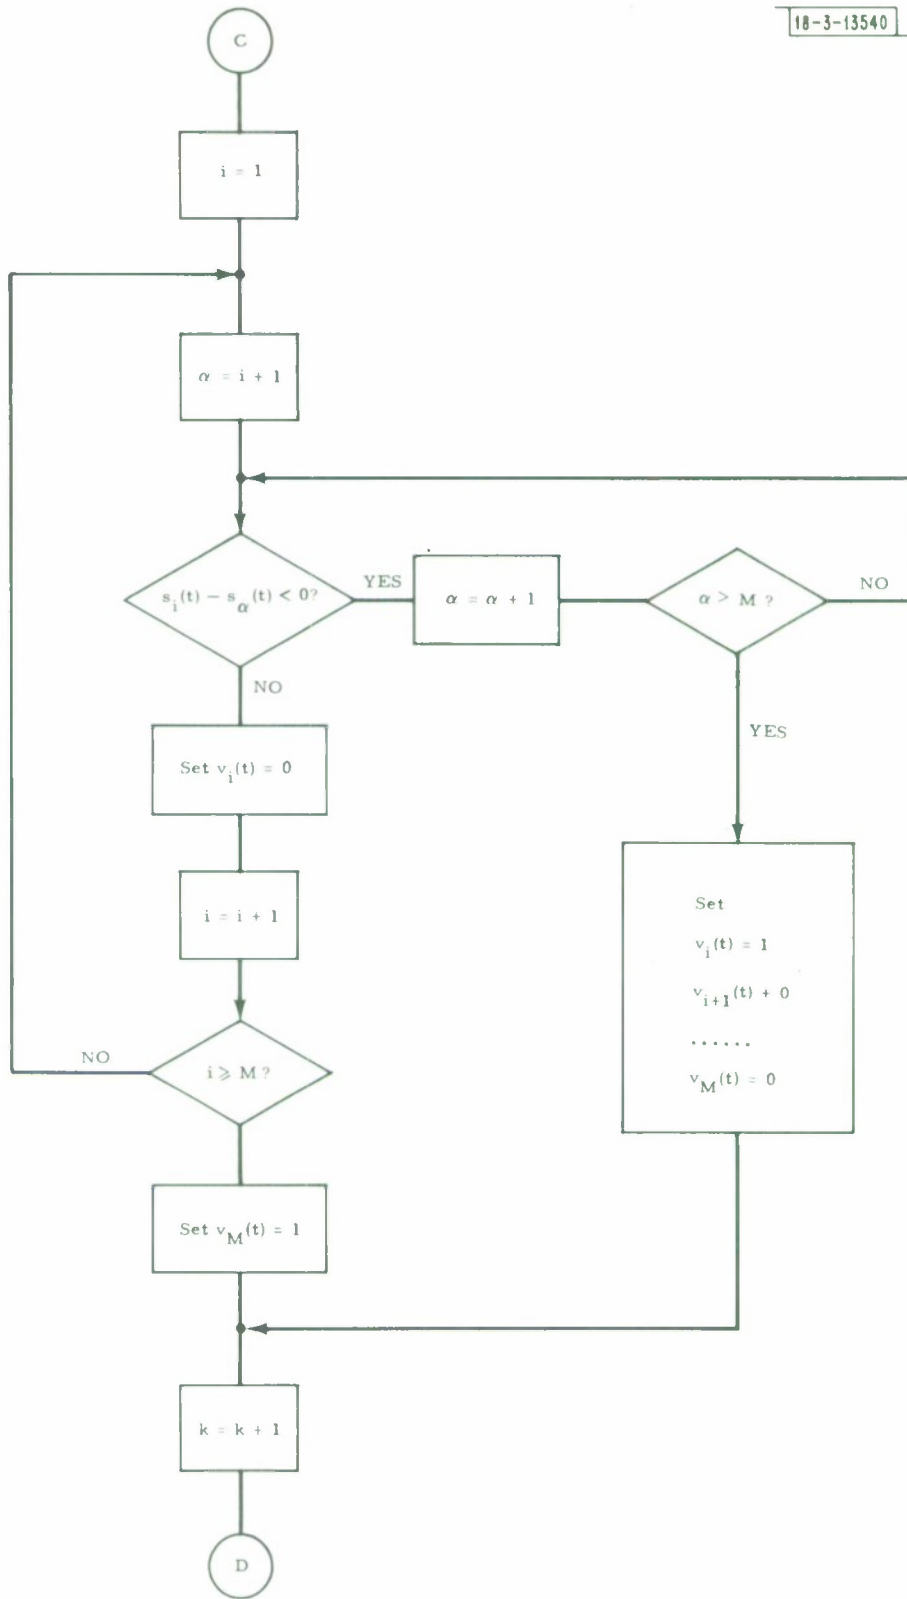 18-3-13540
C
i = 1
α = i + 1
s_i(t) − s_α(t) < 0?
YES
α = α + 1
α > M ?
NO
NO
YES
Set v_i(t) = 0
Set
v_i(t) = 1
v_{i+1}(t) + 0
......
v_M(t) = 0
i = i + 1
NO
i ⩾ M ?
Set v_M(t) = 1
k = k + 1
D